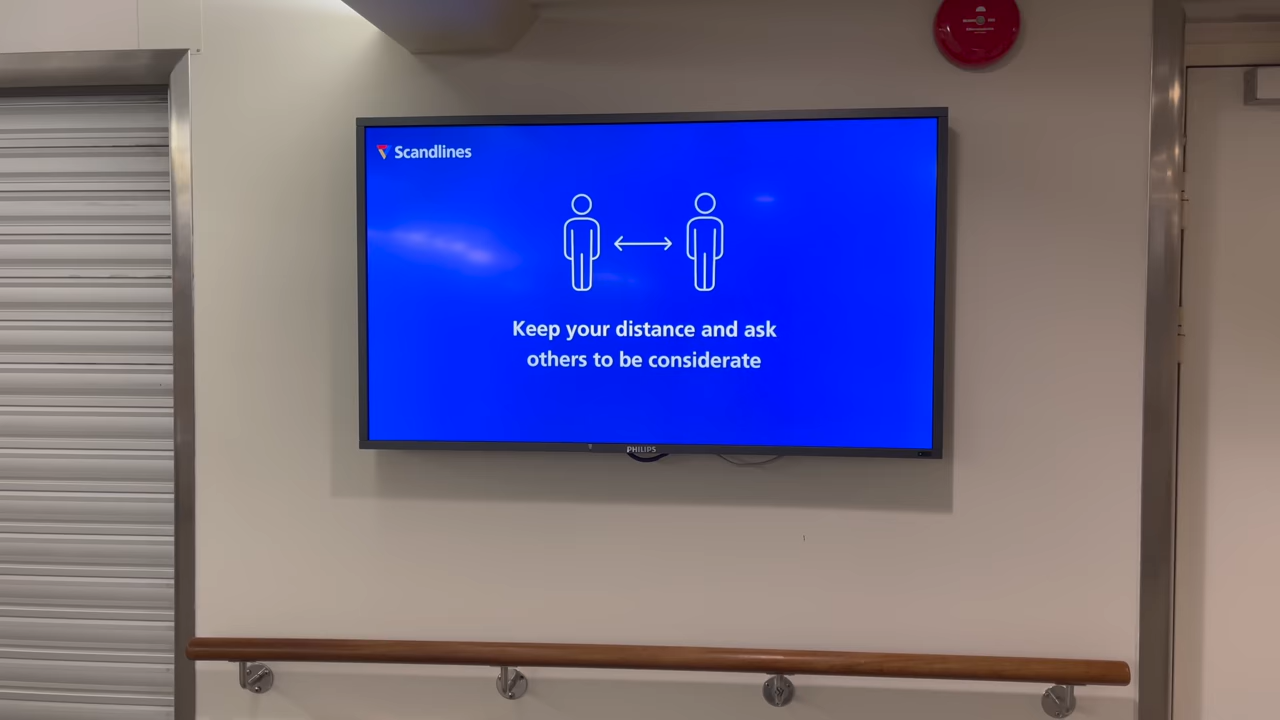 Scandlines
Keep your distance and ask
others to be considerate
PHILIPS